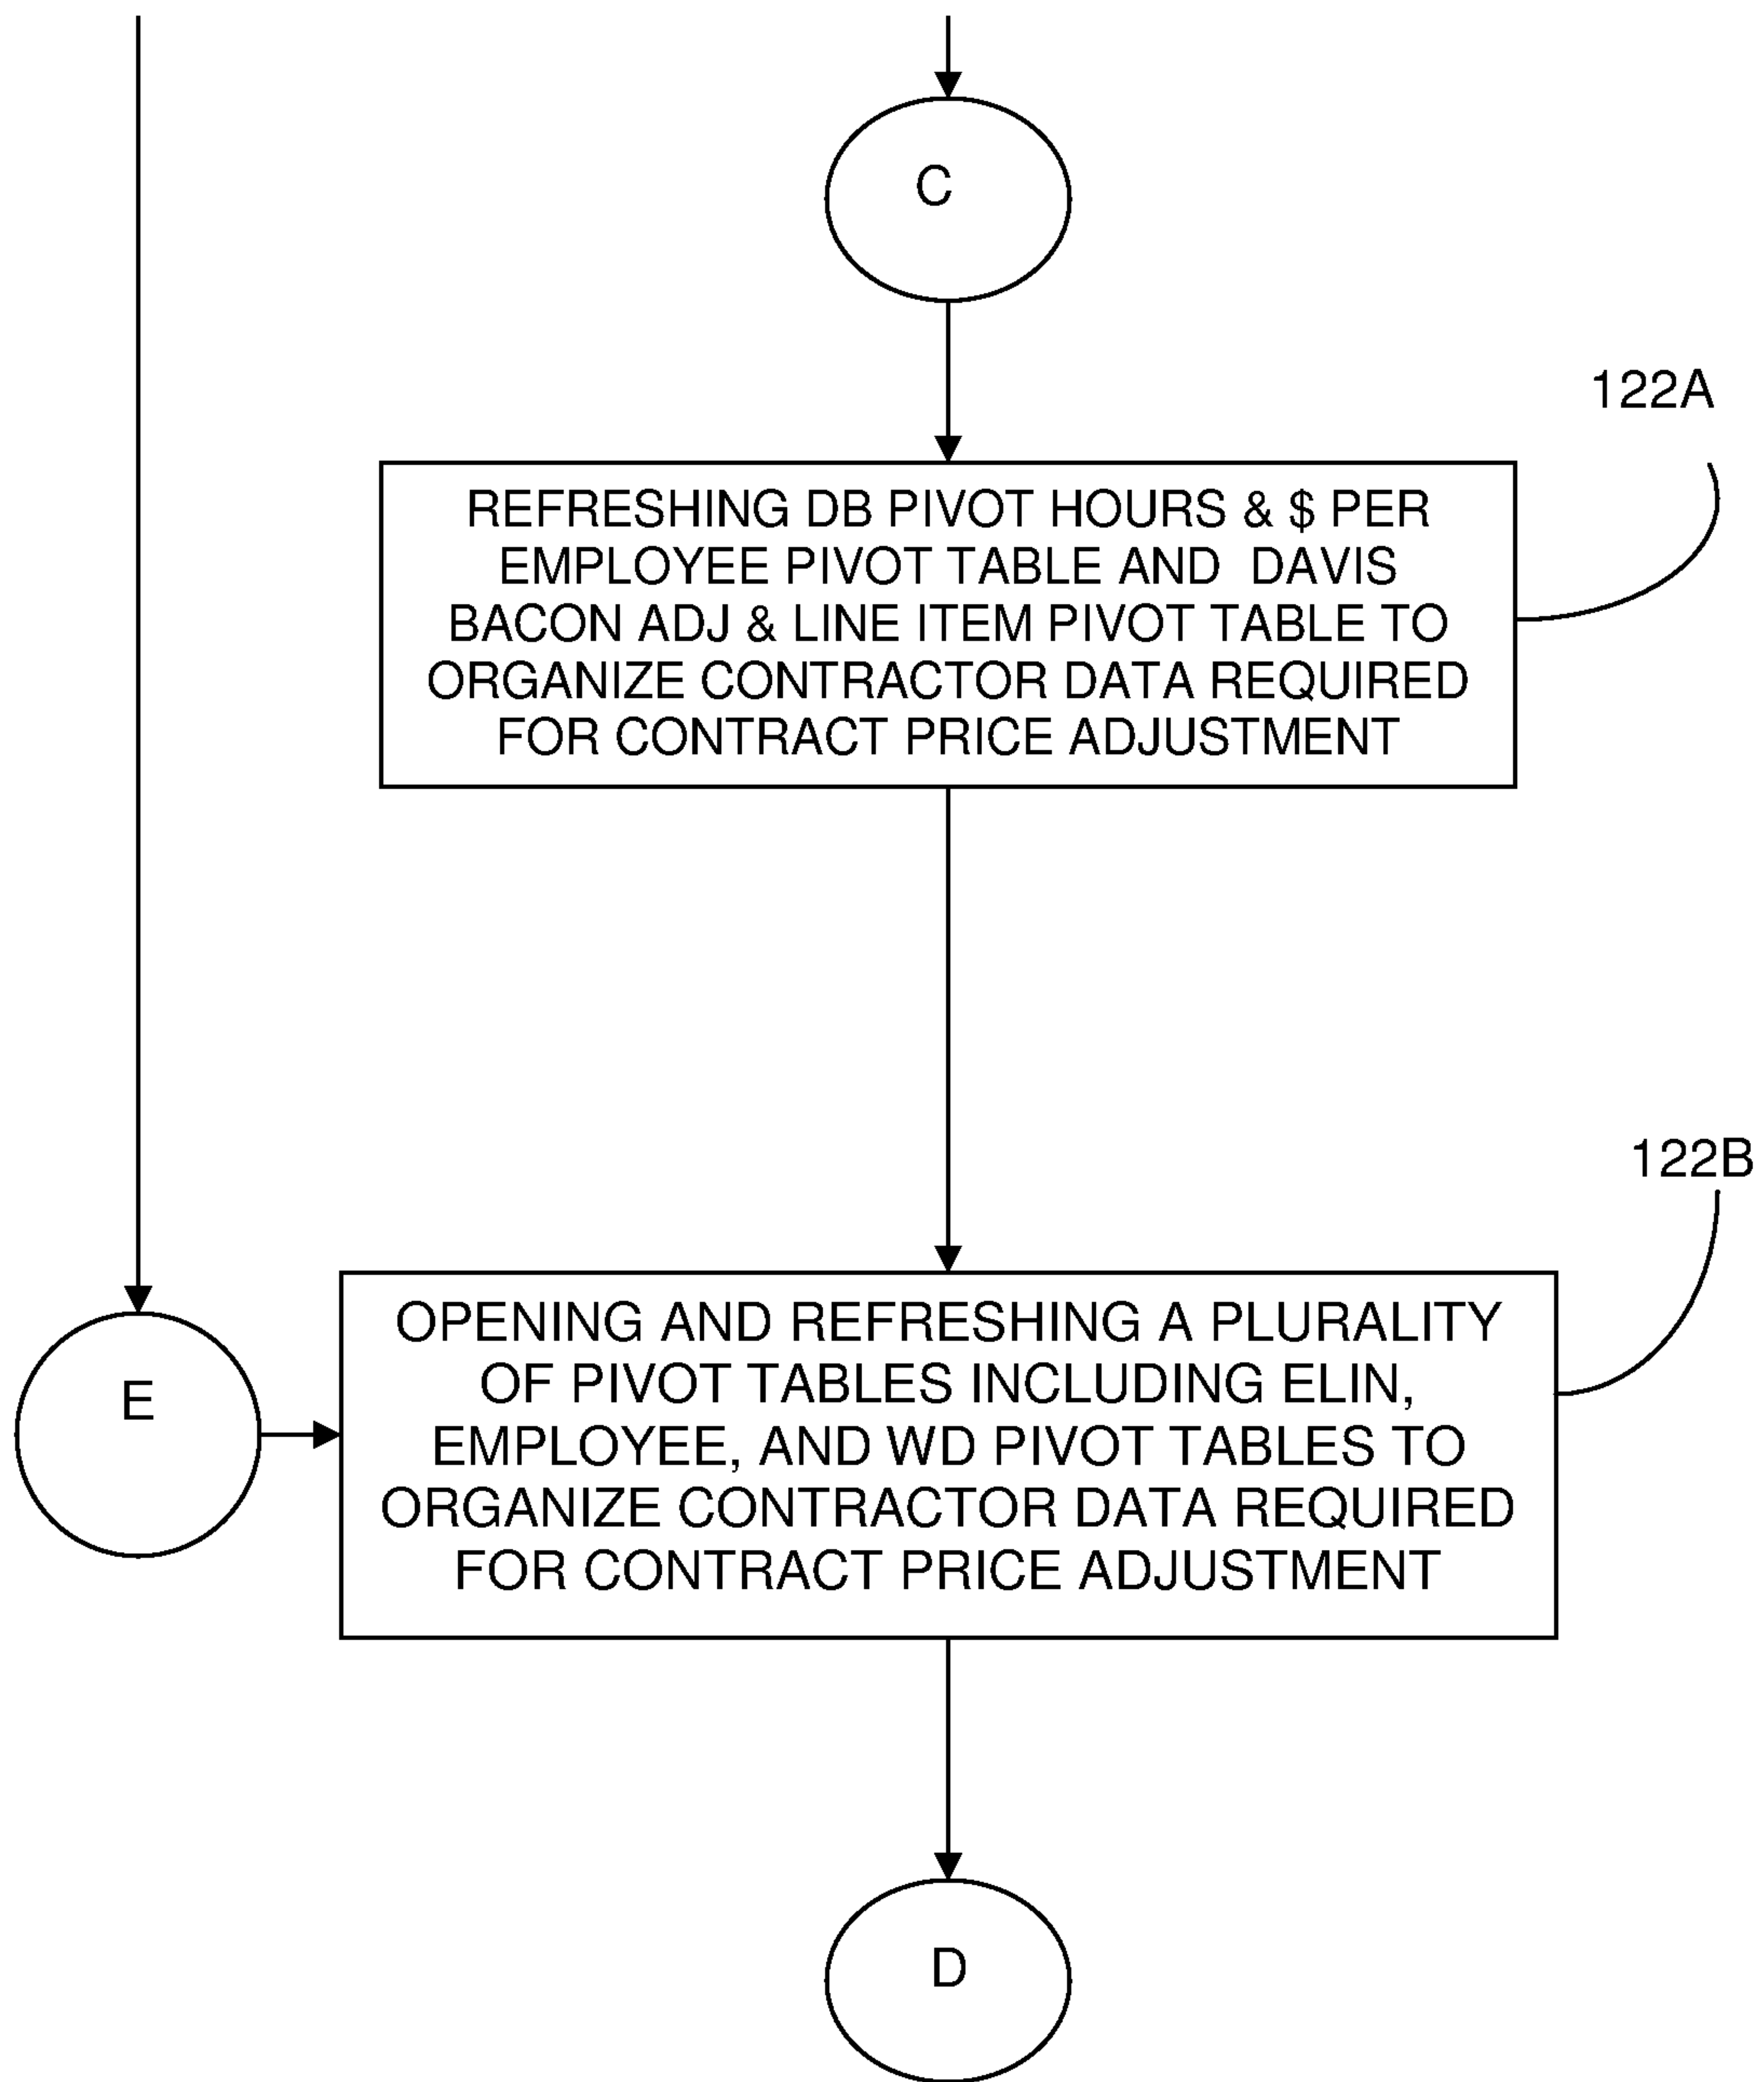 C
122A
REFRESHING DB PIVOT HOURS & $ PER
EMPLOYEE PIVOT TABLE AND DAVIS
BACON ADJ & LINE ITEM PIVOT TABLE TO
ORGANIZE CONTRACTOR DATA REQUIRED
FOR CONTRACT PRICE ADJUSTMENT
122B
E
OPENING AND REFRESHING A PLURALITY
OF PIVOT TABLES INCLUDING ELIN,
EMPLOYEE, AND WD PIVOT TABLES TO
ORGANIZE CONTRACTOR DATA REQUIRED
FOR CONTRACT PRICE ADJUSTMENT
D